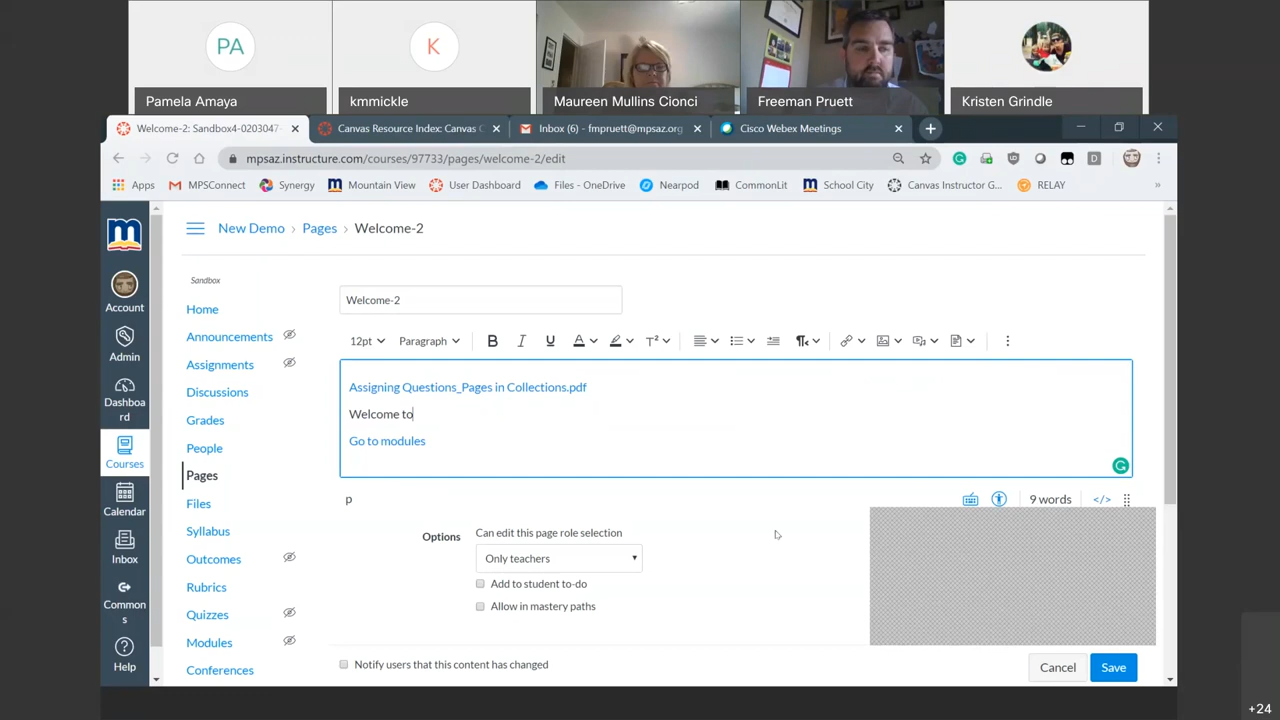 PA
K
Pamela Amaya
kmmickle
Maureen Mullins Cionci
Freeman Pruett
Kristen Grindle
Welcome-2: Sandbox4-0203047
Canvas Resource Index: Canvas C
Inbox (6) - fmpruett@mpsaz.org
Cisco Webex Meetings
mpsaz.instructure.com/courses/97733/pages/welcome-2/edit
Apps
MPSConnect
Synergy
Mountain View
User Dashboard
Files - OneDrive
Nearpod
CommonLit
School City
Canvas Instructor G...
RELAY
»
New Demo › Pages › Welcome-2
Account
Admin
Dashboa
rd
Courses
Calendar
Inbox
Common
s
Help
Sandbox
Home
Announcements
Assignments
Discussions
Grades
People
Pages
Files
Syllabus
Outcomes
Rubrics
Quizzes
Modules
Conferences
Welcome-2
12pt
Paragraph
B I U A T²
Assigning Questions_Pages in Collections.pdf
Welcome to
Go to modules
p
9 words
</>
Options
Can edit this page role selection
Only teachers
Add to student to-do
Allow in mastery paths
Notify users that this content has changed
Cancel
Save
+24